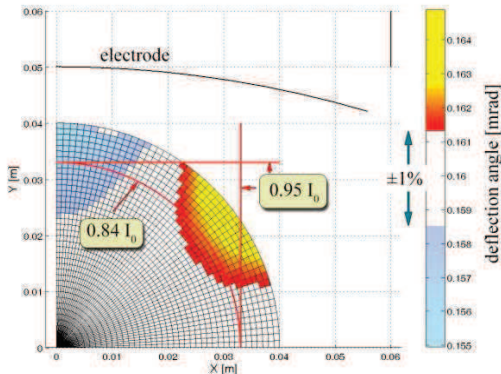 0.06
0.05
0.04
0.03
0.02
0.01
0
Y [m]
electrode
0.95 I0
0.84 I0
0 0.01 0.02 0.03 0.04 0.05 0.06
X [m]
±1%
0.164
0.163
0.162
0.161
0.160
0.159
0.158
0.157
0.156
0.155
deflection angle [mrad]